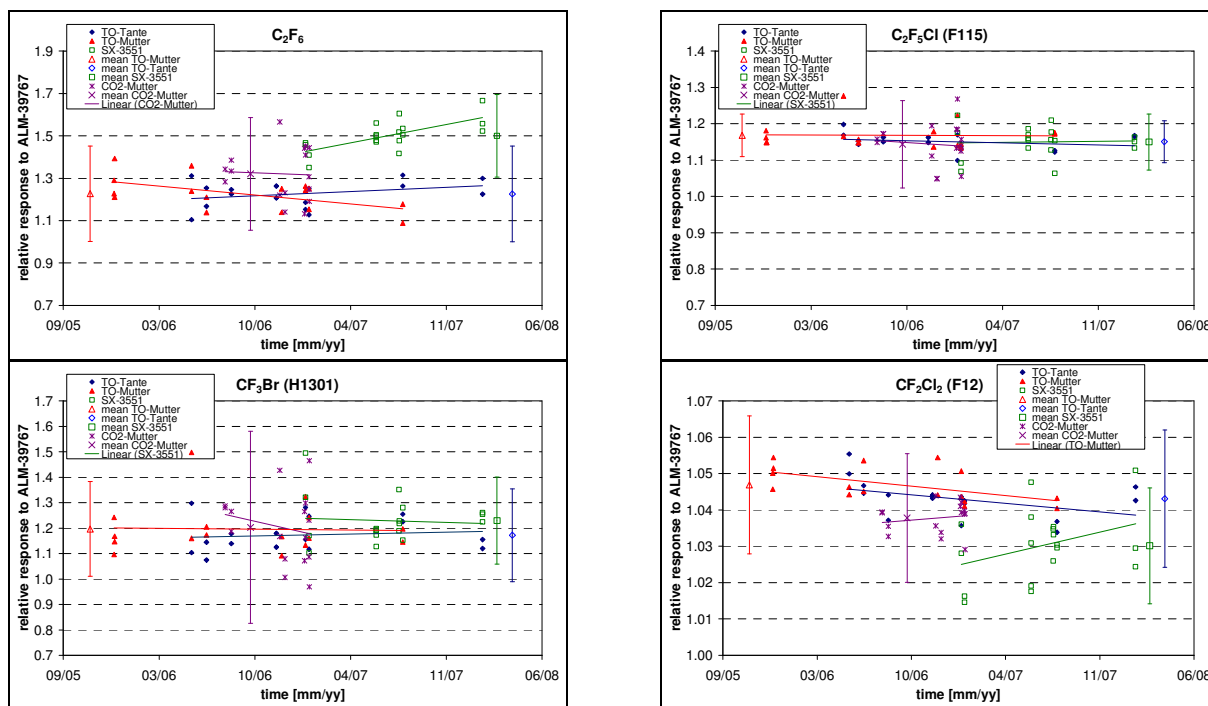 C2F6
TO-Tante
TO-Mutter
SX-3551
mean TO-Mutter
mean TO-Tante
mean SX-3551
CO2-Mutter
mean CO2-Mutter
Linear (CO2-Mutter)
relative response to ALM-39767
1.9
1.7
1.5
1.3
1.1
0.9
0.7
09/05 03/06 10/06 04/07 11/07 06/08
time [mm/yy]
C2F5Cl (F115)
TO-Tante
TO-Mutter
SX-3551
mean TO-Mutter
mean TO-Tante
mean SX-3551
CO2-Mutter
mean CO2-Mutter
Linear (SX-3551)
relative response to ALM-39767
1.4
1.3
1.2
1.1
1.0
0.9
0.8
0.7
09/05 03/06 10/06 04/07 11/07 06/08
time [mm/yy]
CF3Br (H1301)
TO-Tante
TO-Mutter
SX-3551
mean TO-Mutter
mean TO-Tante
mean SX-3551
CO2-Mutter
mean CO2-Mutter
Linear (SX-3551)
relative response to ALM-39767
1.7
1.6
1.5
1.4
1.3
1.2
1.1
1.0
0.9
0.8
0.7
09/05 03/06 10/06 04/07 11/07 06/08
time [mm/yy]
CF2Cl2 (F12)
TO-Tante
TO-Mutter
SX-3551
mean TO-Mutter
mean TO-Tante
mean SX-3551
CO2-Mutter
mean CO2-Mutter
Linear (TO-Mutter)
relative response to ALM-39767
1.07
1.06
1.05
1.04
1.03
1.02
1.01
1.00
09/05 03/06 10/06 04/07 11/07 06/08
time [mm/yy]